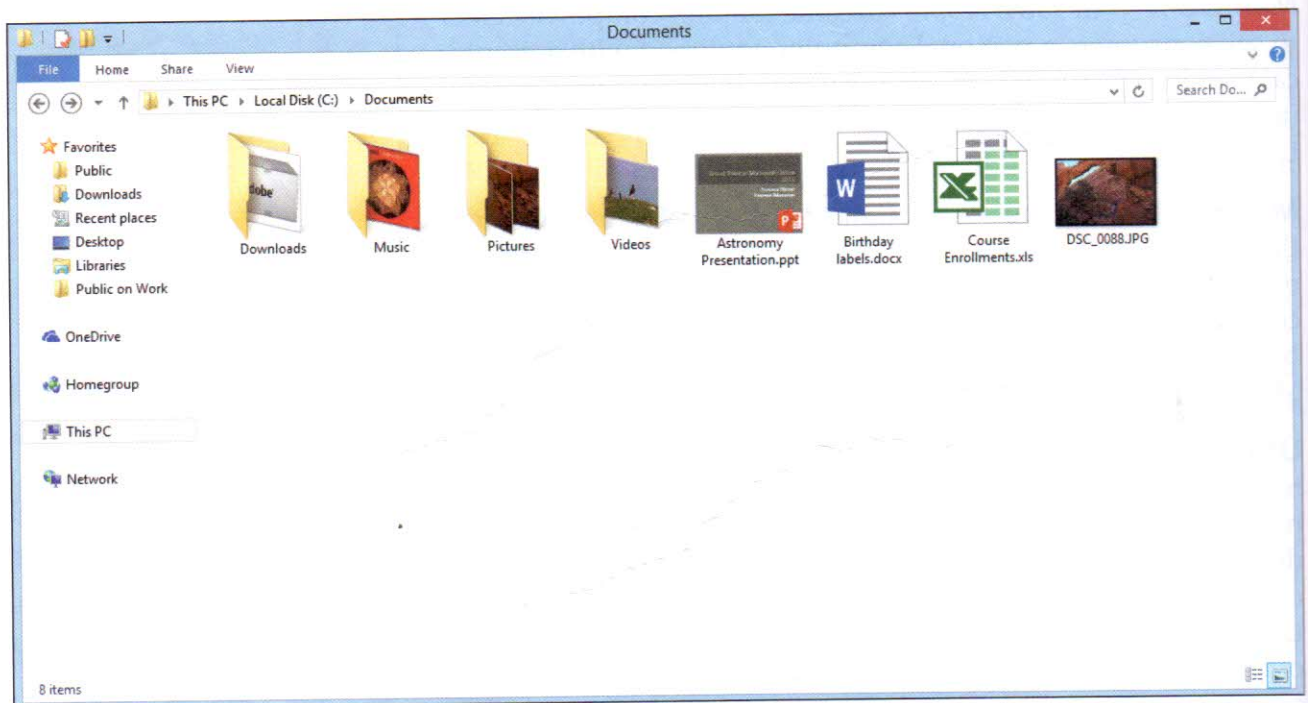 Documents
File Home Share View
This PC Local Disk (C:) Documents
Search Do...
Favorites
Public
Downloads
Recent places
Desktop
Libraries
Public on Work
OneDrive
Homegroup
This PC
Network
Downloads
Music
Pictures
Videos
Astronomy
Presentation.ppt
Birthday
labels.docx
Course
Enrollments.xls
DSC_0088.JPG
W
8 items